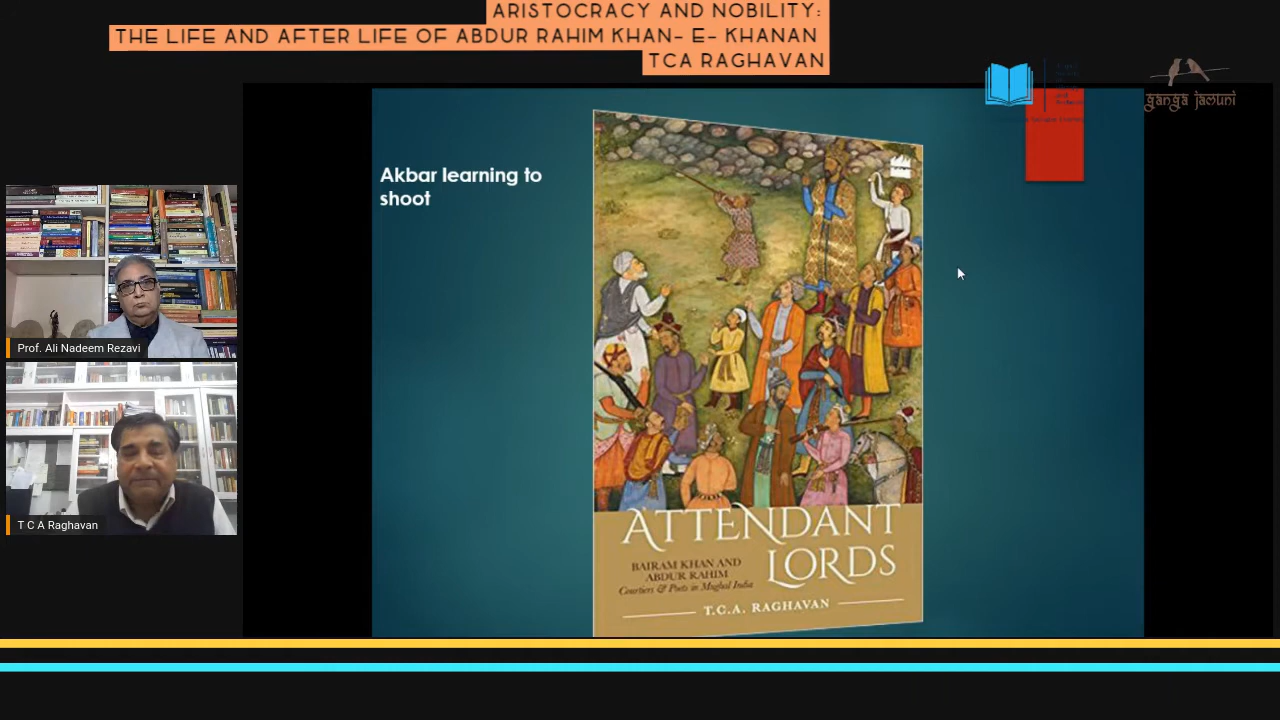 ARISTOCRACY AND NOBILITY:
THE LIFE AND AFTER LIFE OF ABDUR RAHIM KHAN- E- KHANAN
TCA RAGHAVAN
ganga jamuni
Akbar learning to
shoot
Prof. Ali Nadeem Rezavi
T C A Raghavan
ATTENDANT
LORDS
BAIRAM KHAN AND
ABDUR RAHIM
Courtiers & Poets in Mughal India
T.C.A. RAGHAVAN